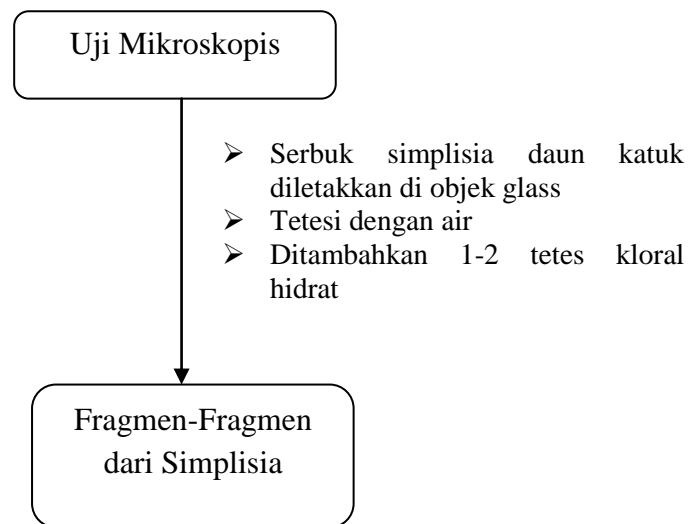 Uji Mikroskopis
➢ Serbuk simplisia daun katuk
diletakkan di objek glass
➢ Tetesi dengan air
➢ Ditambahkan 1-2 tetes kloral
hidrat
Fragmen-Fragmen
dari Simplisia